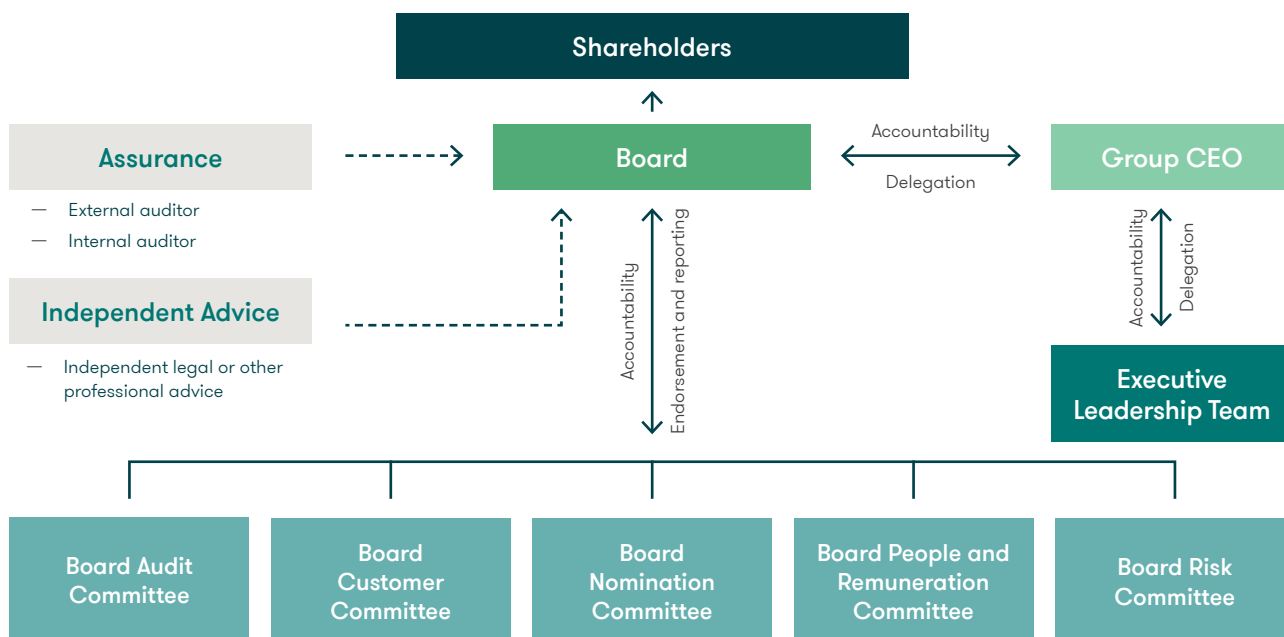 Shareholders
Assurance
— External auditor
— Internal auditor
Independent Advice
— Independent legal or other
professional advice
Board
Accountability
Delegation
Group CEO
Accountability
Delegation
Executive
Leadership Team
Accountability
Endorsement and reporting
Board Audit
Committee
Board
Customer
Committee
Board
Nomination
Committee
Board People and
Remuneration
Committee
Board Risk
Committee